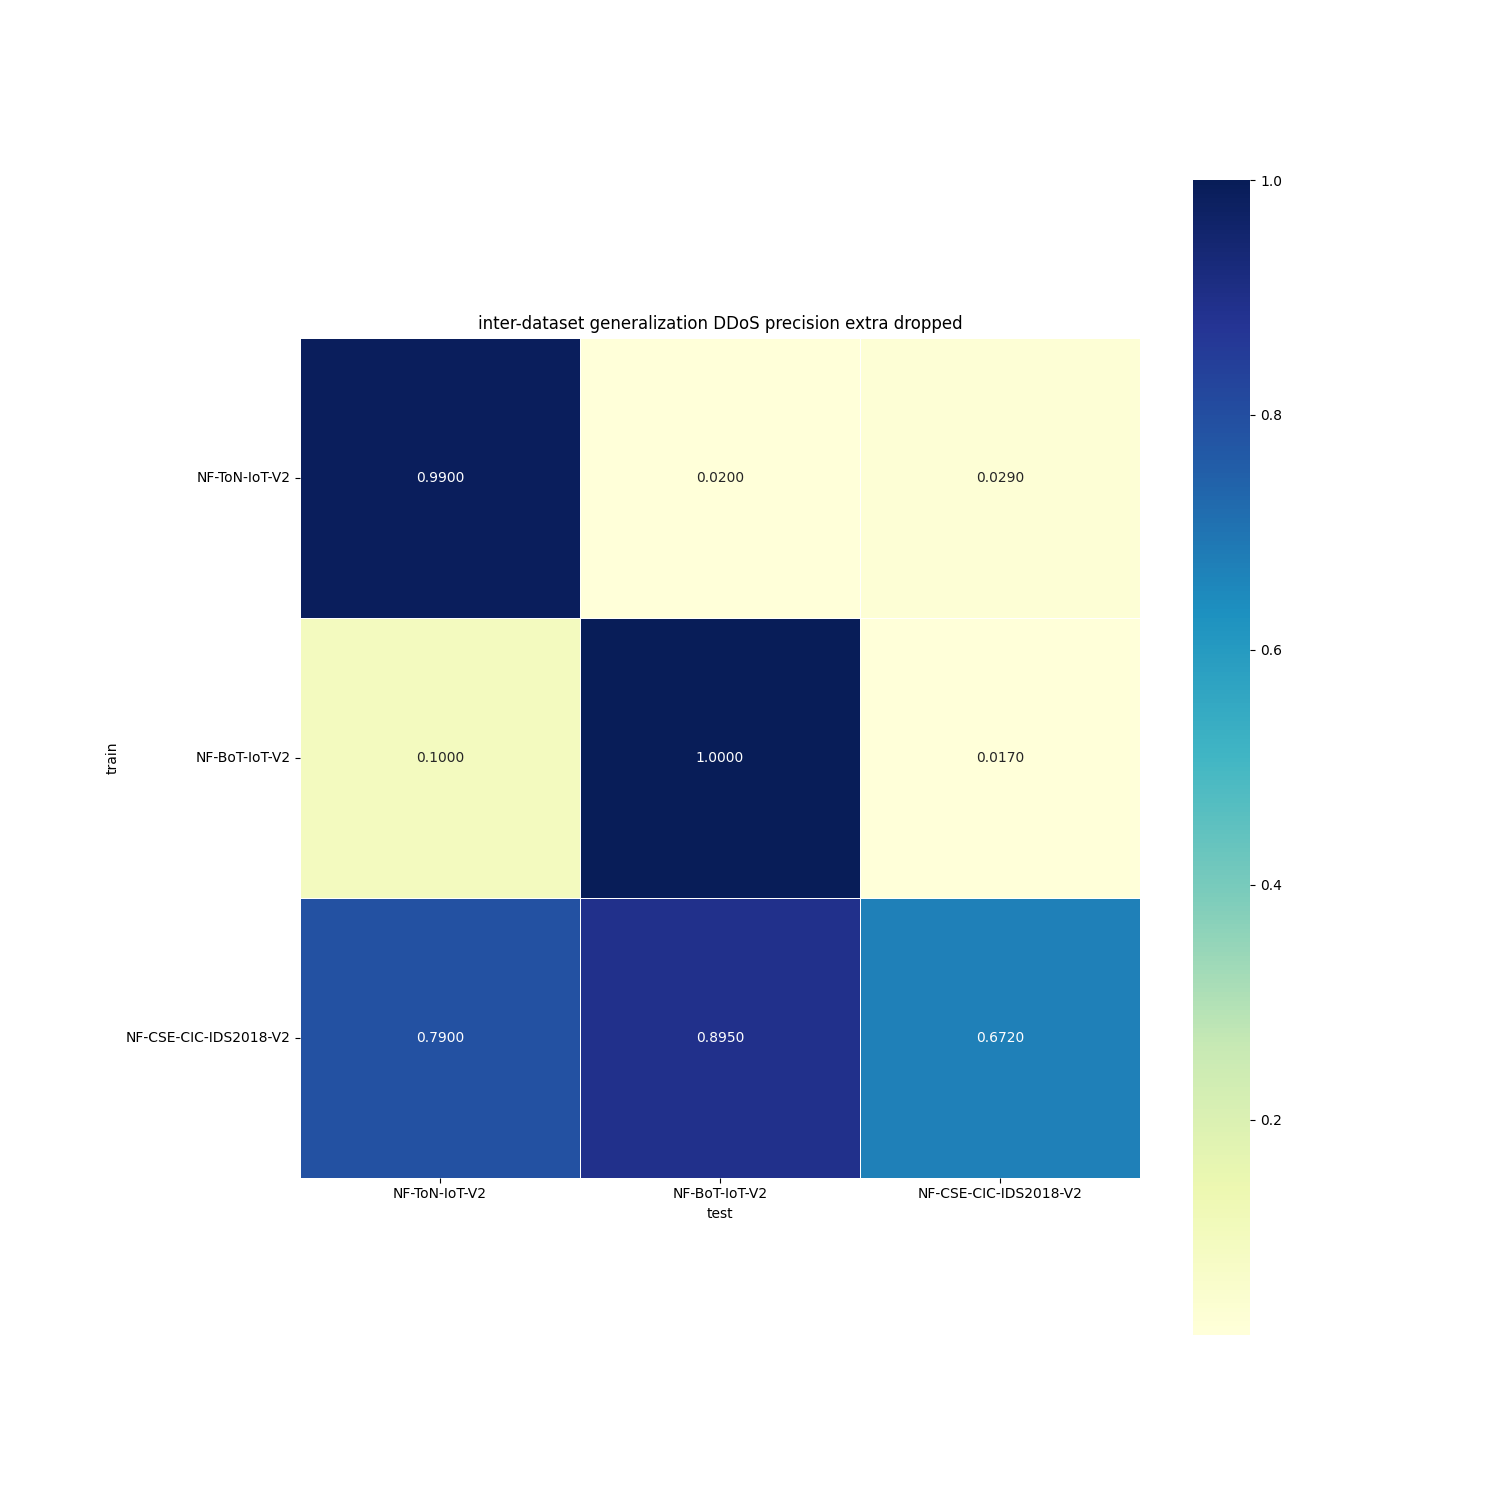 inter-dataset generalization DDoS precision extra dropped
train
NF-ToN-IoT-V2
0.9900 0.0200 0.0290
NF-BoT-IoT-V2
0.1000 1.0000 0.0170
NF-CSE-CIC-IDS2018-V2
0.7900 0.8950 0.6720
NF-ToN-IoT-V2 NF-BoT-IoT-V2 NF-CSE-CIC-IDS2018-V2
test
1.0
0.8
0.6
0.4
0.2